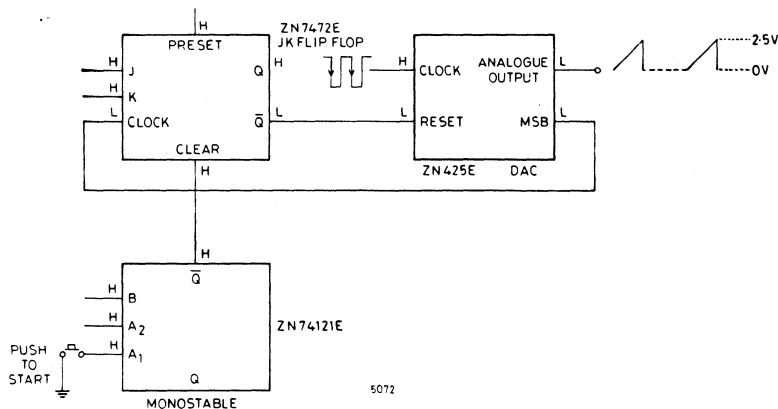 H
ZN7472E
JK FLIP FLOP
PRESET
H J
Q H
H K
L CLOCK
Q̅ L
CLEAR
H
H CLOCK
ANALOGUE OUTPUT L
L RESET
MSB L
ZN425E DAC
2·5V
0V
H
Q̅
H B
H A2
H A1
ZN74121E
PUSH
TO
START
Q
MONOSTABLE
5072